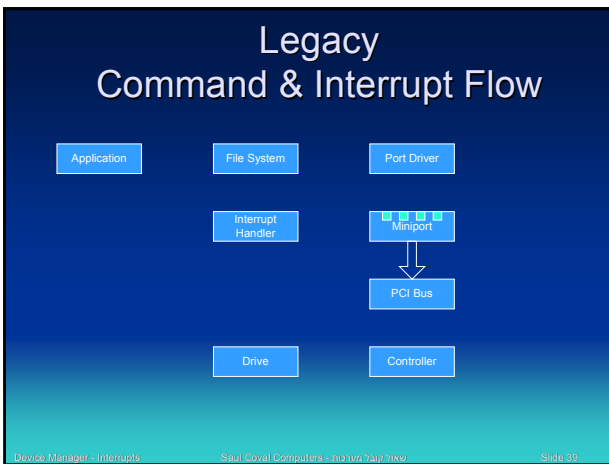 Legacy
Command & Interrupt Flow
Application
File System
Port Driver
Interrupt
Handler
Miniport
PCI Bus
Drive
Controller
Device Manager - Interrupts
Saul Coval Computers - שאול קובל מערכות
Slide 39